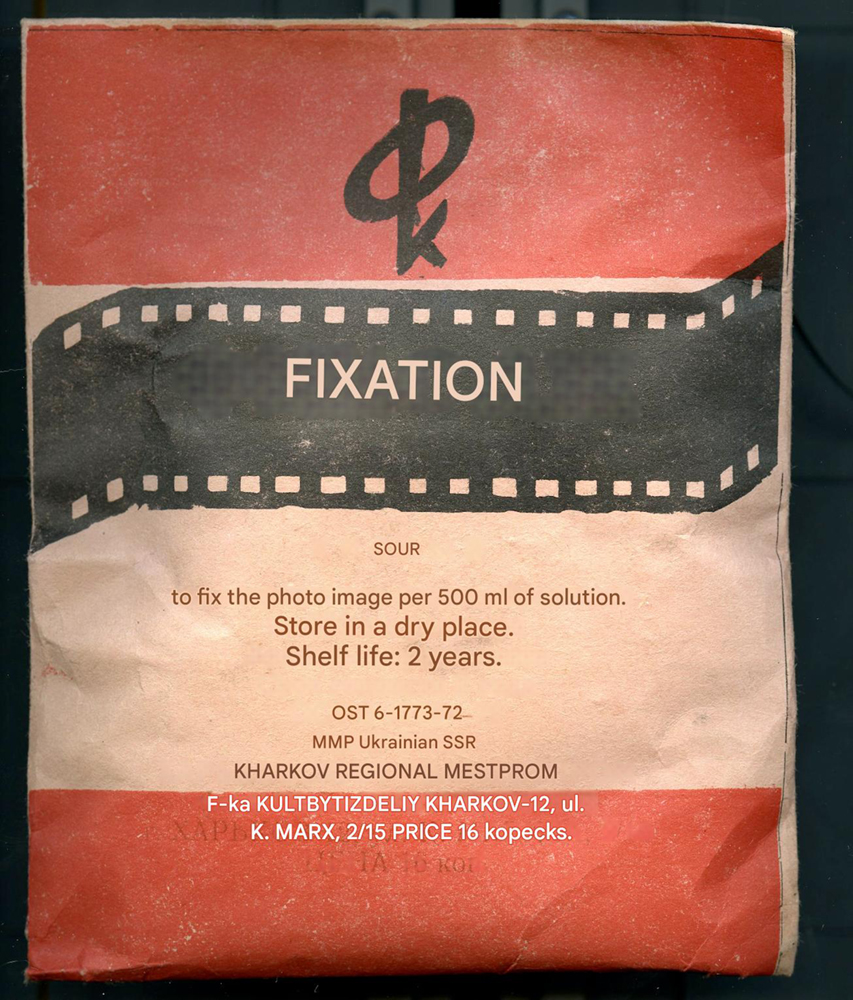 фк
FIXATION
SOUR
to fix the photo image per 500 ml of solution.
Store in a dry place.
Shelf life: 2 years.
OST 6-1773-72
MMP Ukrainian SSR
KHARKOV REGIONAL MESTPROM
F-ka KULTBYTIZDELIY KHARKOV-12, ul.
K. MARX, 2/15 PRICE 16 kopecks.